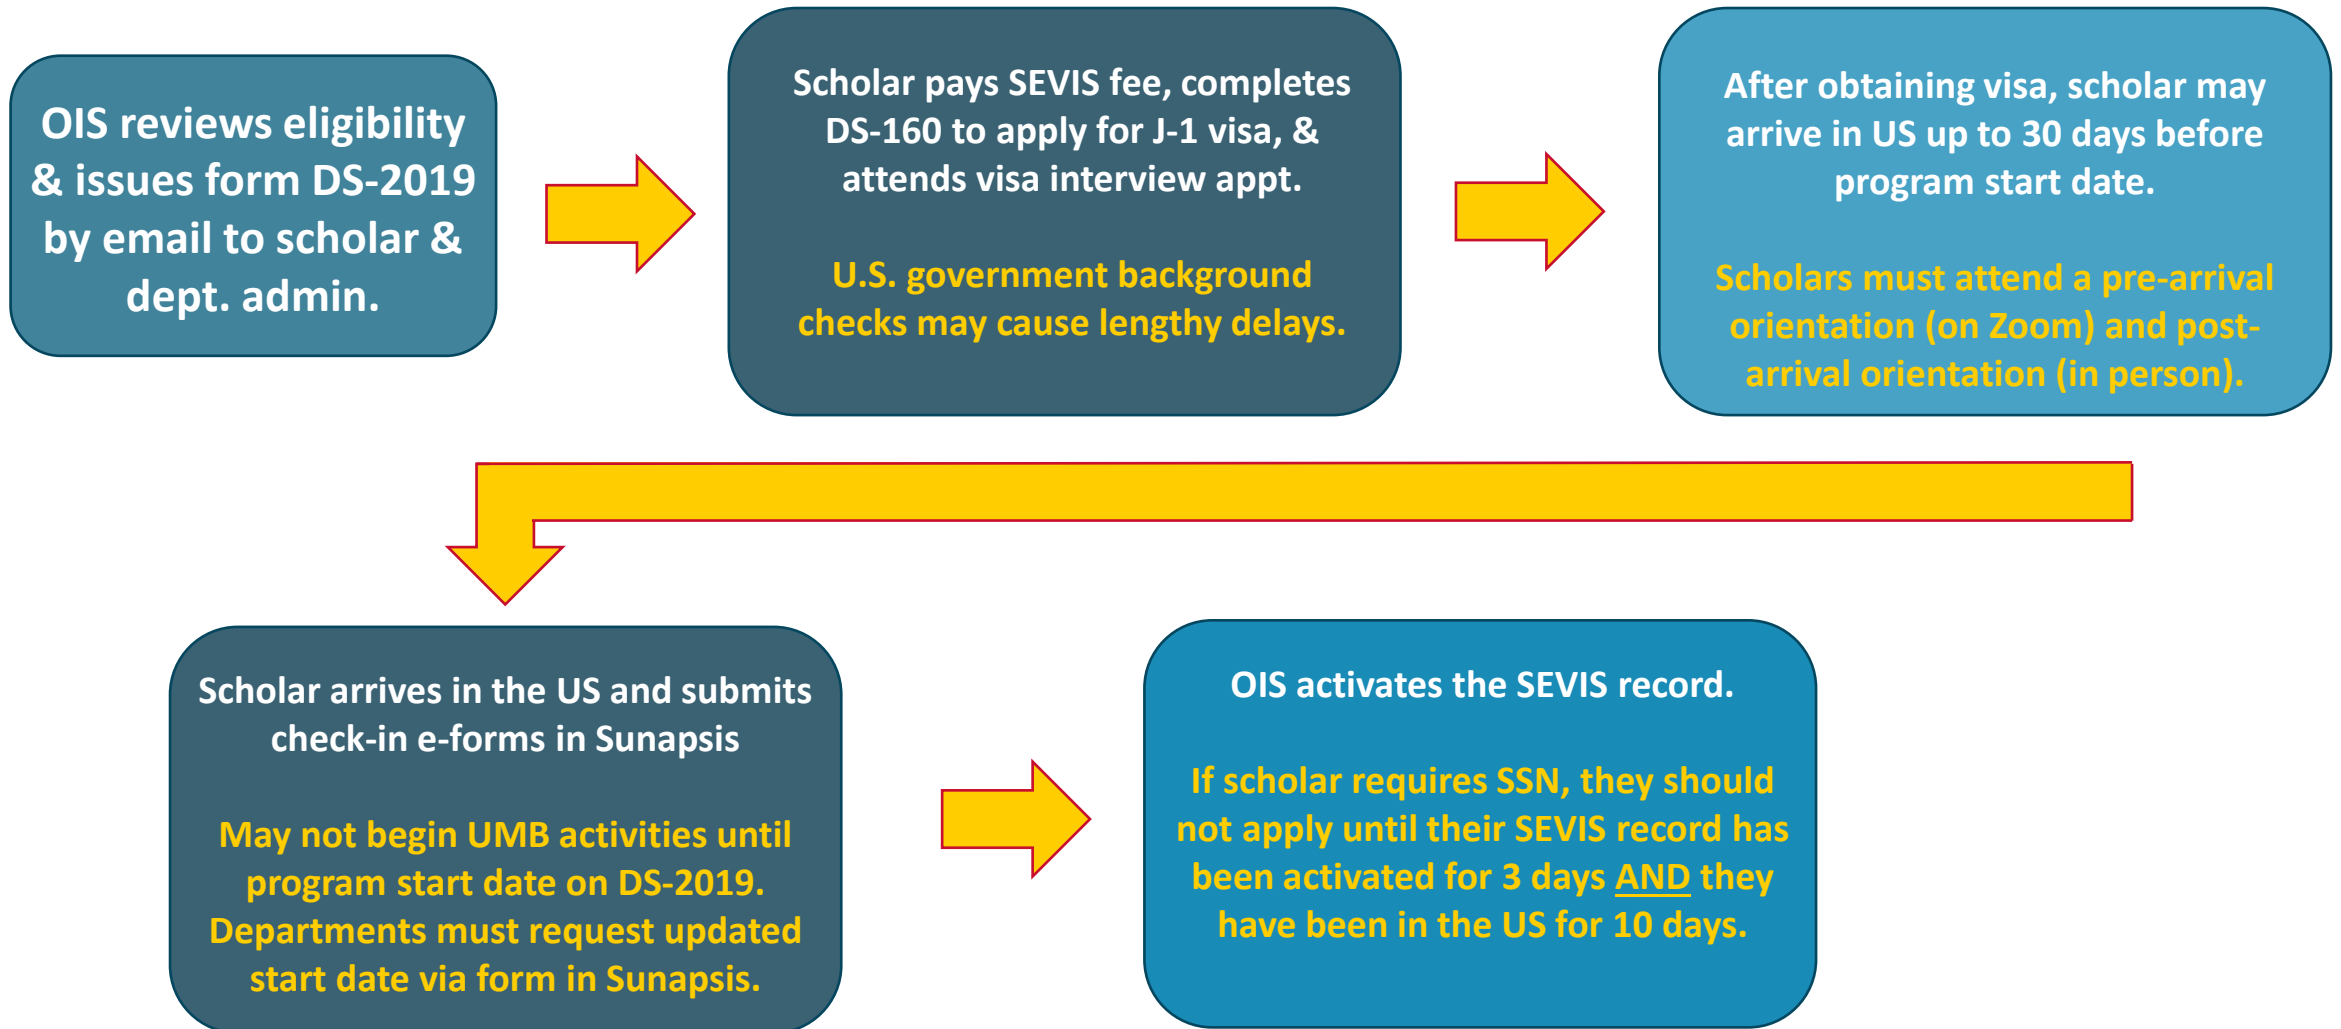 OIS reviews eligibility
& issues form DS-2019
by email to scholar &
dept. admin.
Scholar pays SEVIS fee, completes
DS-160 to apply for J-1 visa, &
attends visa interview appt.
U.S. government background
checks may cause lengthy delays.
After obtaining visa, scholar may
arrive in US up to 30 days before
program start date.
Scholars must attend a pre-arrival
orientation (on Zoom) and post-
arrival orientation (in person).
Scholar arrives in the US and submits
check-in e-forms in Sunapsis
May not begin UMB activities until
program start date on DS-2019.
Departments must request updated
start date via form in Sunapsis.
OIS activates the SEVIS record.
If scholar requires SSN, they should
not apply until their SEVIS record has
been activated for 3 days AND they
have been in the US for 10 days.